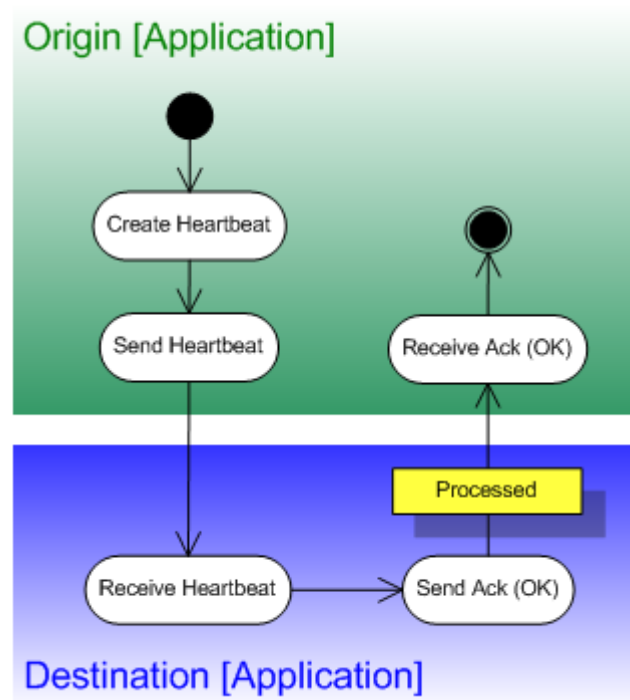 Origin [Application]
Create Heartbeat
Send Heartbeat
Receive Ack (OK)
Processed
Receive Heartbeat
Send Ack (OK)
Destination [Application]